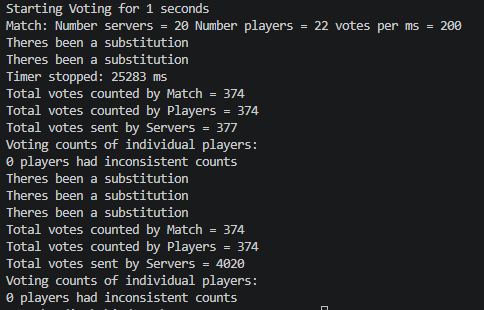 Starting Voting for 1 seconds
Match: Number servers = 20 Number players = 22 votes per ms = 200
Theres been a substitution
Theres been a substitution
Timer stopped: 25283 ms
Total votes counted by Match = 374
Total votes counted by Players = 374
Total votes sent by Servers = 377
Voting counts of individual players:
0 players had inconsistent counts
Theres been a substitution
Theres been a substitution
Theres been a substitution
Total votes counted by Match = 374
Total votes counted by Players = 374
Total votes sent by Servers = 4020
Voting counts of individual players:
0 players had inconsistent counts